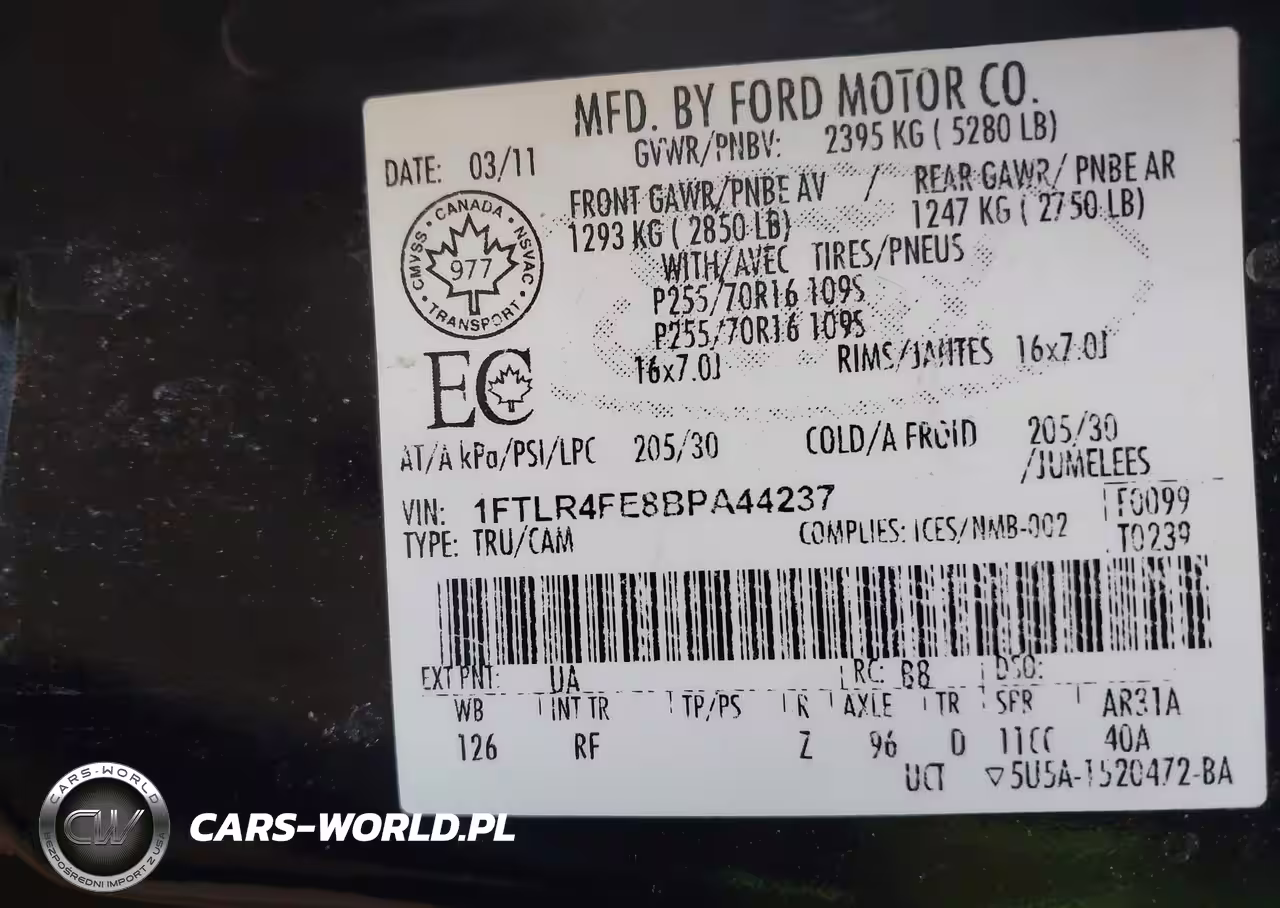 MFD. BY FORD MOTOR CO.
DATE: 03/11
GVWR/PNBV: 2395 KG ( 5280 LB)
FRONT GAWR/PNBE AV / REAR GAWR/ PNBE AR
1293 KG ( 2850 LB) 1247 KG ( 2750 LB)
WITH/AVEC TIRES/PNEUS
P255/70R16 109S
P255/70R16 109S
16x7.0J RIMS/JANTES 16x7.0J
CANADA · NSVAC · TRANSPORT · CMVSS
977
EC
AT/A kPa/PSI/LPC 205/30 COLD/A FROID 205/30
/JUMELEES
VIN: 1FTLR4FE8BPA44237 F0099
TYPE: TRU/CAM COMPLIES: ICES/NMB-002 T0239
EXT PNT: UA RC: 88 DSO:
WB INT TR TP/PS R AXLE TR SPR AR31A
126 RF Z 96 D 11CC 40A
UCT ▽5U5A-1520472-BA
CARS-WORLD
CW
BEZPOŚREDNI IMPORT Z USA
CARS-WORLD.PL